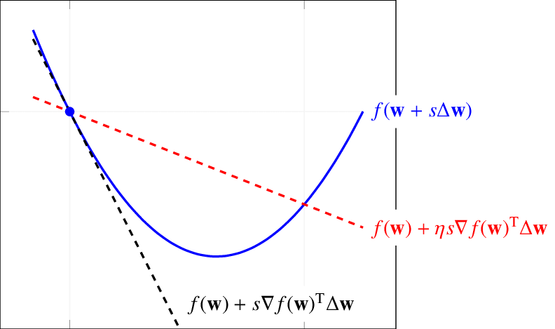 f(𝐰 + sΔ𝐰)
f(𝐰) + ηs∇f(𝐰)ᵀΔ𝐰
f(𝐰) + s∇f(𝐰)ᵀΔ𝐰